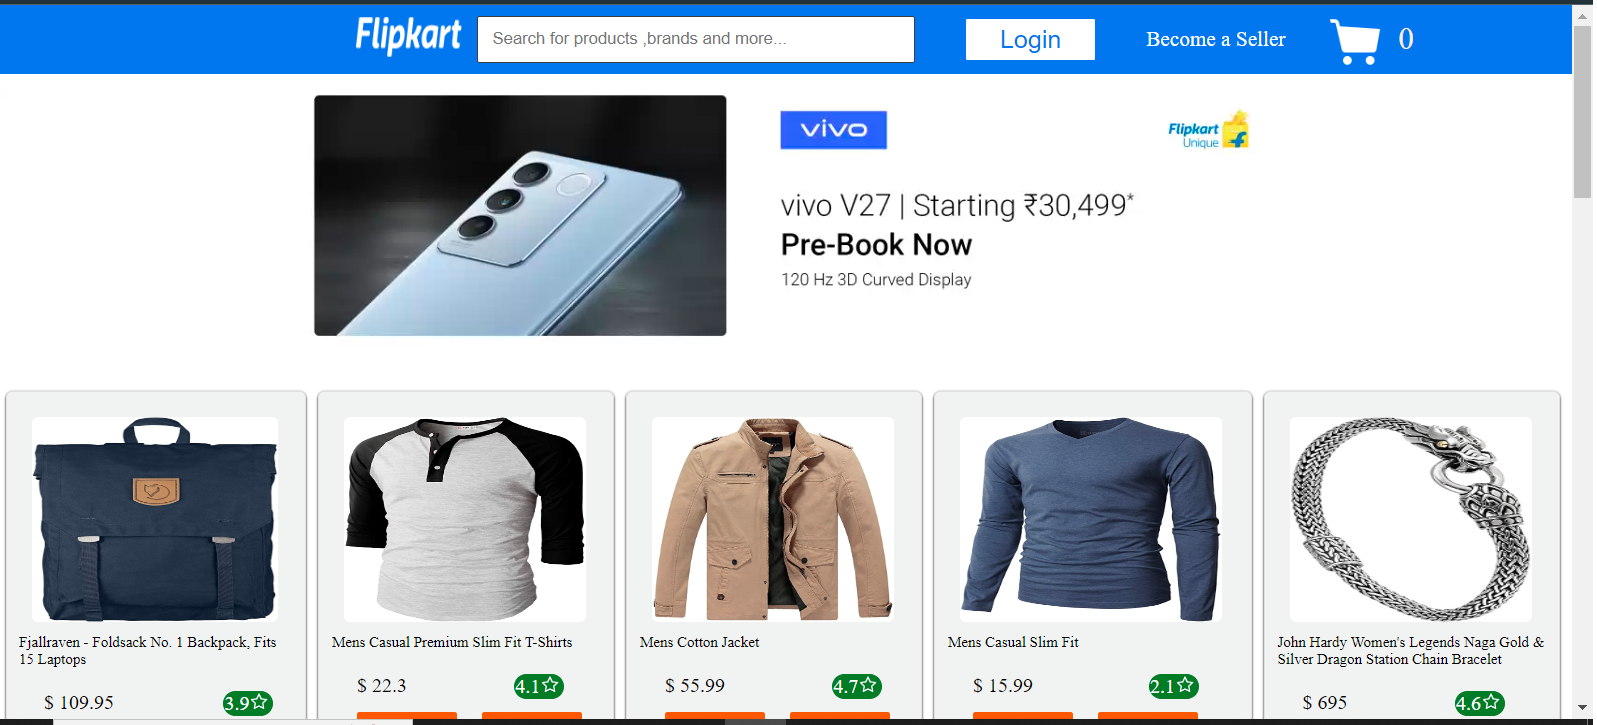 Flipkart
Search for products ,brands and more...
Login
Become a Seller
0
vivo
Flipkart
Unique
vivo V27 | Starting ₹30,499*
Pre-Book Now
120 Hz 3D Curved Display
Fjallraven - Foldsack No. 1 Backpack, Fits
15 Laptops
$ 109.95
3.9
Mens Casual Premium Slim Fit T-Shirts
$ 22.3
4.1
Mens Cotton Jacket
$ 55.99
4.7
Mens Casual Slim Fit
$ 15.99
2.1
John Hardy Women's Legends Naga Gold &
Silver Dragon Station Chain Bracelet
$ 695
4.6